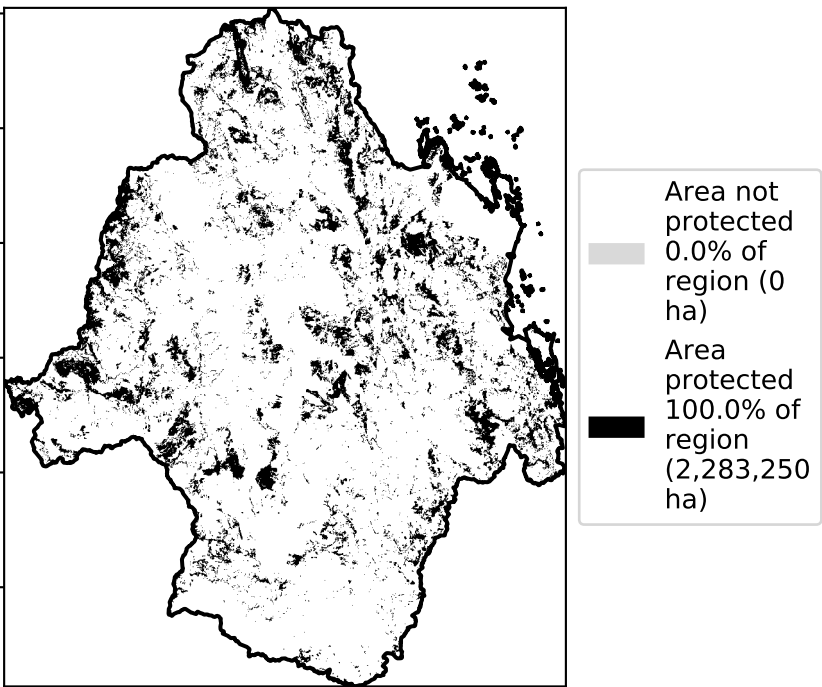 Area not
protected
0.0% of
region (0
ha)
Area
protected
100.0% of
region
(2,283,250
ha)